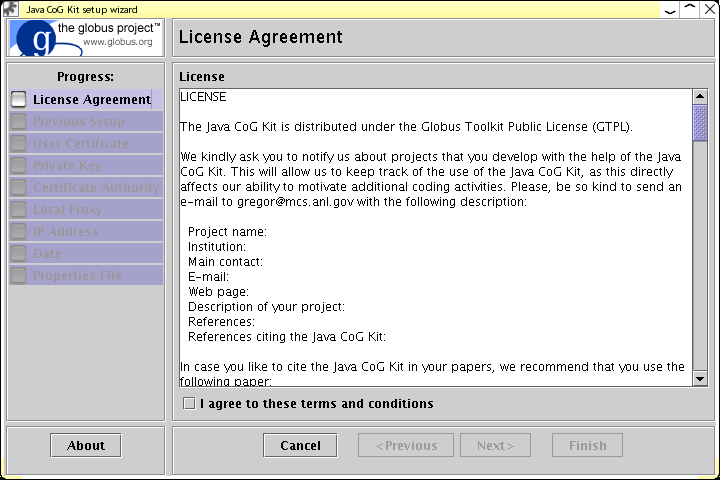 Java CoG Kit setup wizard
the globus project™
www.globus.org
g
License Agreement
Progress:
License Agreement
Previous Setup
User Certificate
Private Key
Certificate Authority
Local Proxy
IP Address
Date
Properties File
License
LICENSE
The Java CoG Kit is distributed under the Globus Toolkit Public License (GTPL).
We kindly ask you to notify us about projects that you develop with the help of the Java
CoG Kit. This will allow us to keep track of the use of the Java CoG Kit, as this directly
affects our ability to motivate additional coding activities. Please, be so kind to send an
e-mail to gregor@mcs.anl.gov with the following description:
Project name:
Institution:
Main contact:
E-mail:
Web page:
Description of your project:
References:
References citing the Java CoG Kit:
In case you like to cite the Java CoG Kit in your papers, we recommend that you use the
following paper:
I agree to these terms and conditions
About
Cancel
<Previous
Next>
Finish